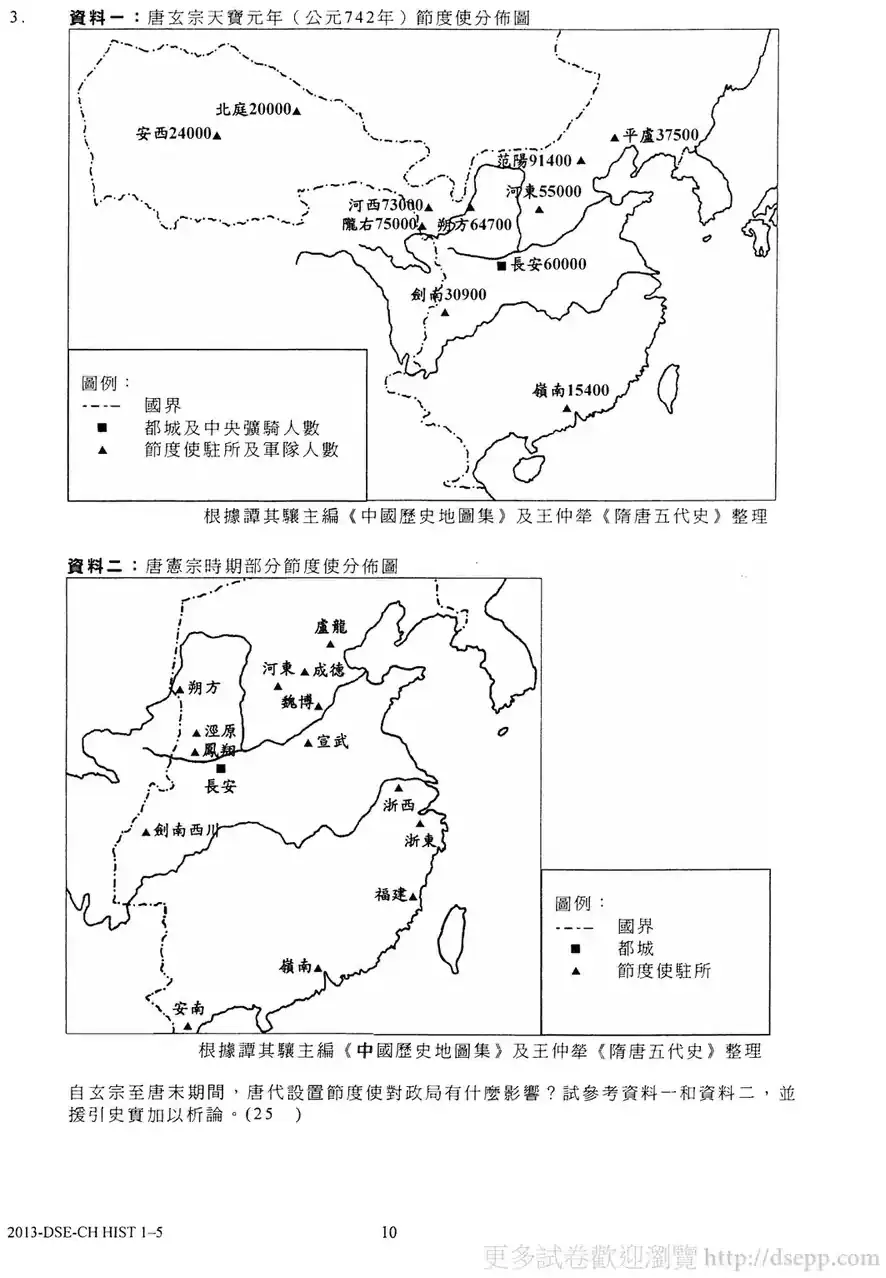 3. 資料一：唐玄宗天寶元年（公元742年）節度使分佈圖
北庭20000
安西24000
平盧37500
范陽91400
河東55000
河西73000
隴右75000
朔方64700
長安60000
劍南30900
嶺南15400
圖例：
國界
都城及中央彍騎人數
節度使駐所及軍隊人數
根據譚其驤主編《中國歷史地圖集》及王仲犖《隋唐五代史》整理
資料二：唐憲宗時期部分節度使分佈圖
盧龍
河東
成德
朔方
魏博
涇原
宣武
鳳翔
長安
浙西
劍南西川
浙東
福建
嶺南
安南
圖例：
國界
都城
節度使駐所
根據譚其驤主編《中國歷史地圖集》及王仲犖《隋唐五代史》整理
自玄宗至唐末期間，唐代設置節度使對政局有什麼影響？試參考資料一和資料二，並
援引史實加以析論。(25 )
2013-DSE-CH HIST 1–5
10
更多試卷歡迎瀏覽 http://dsepp.com/